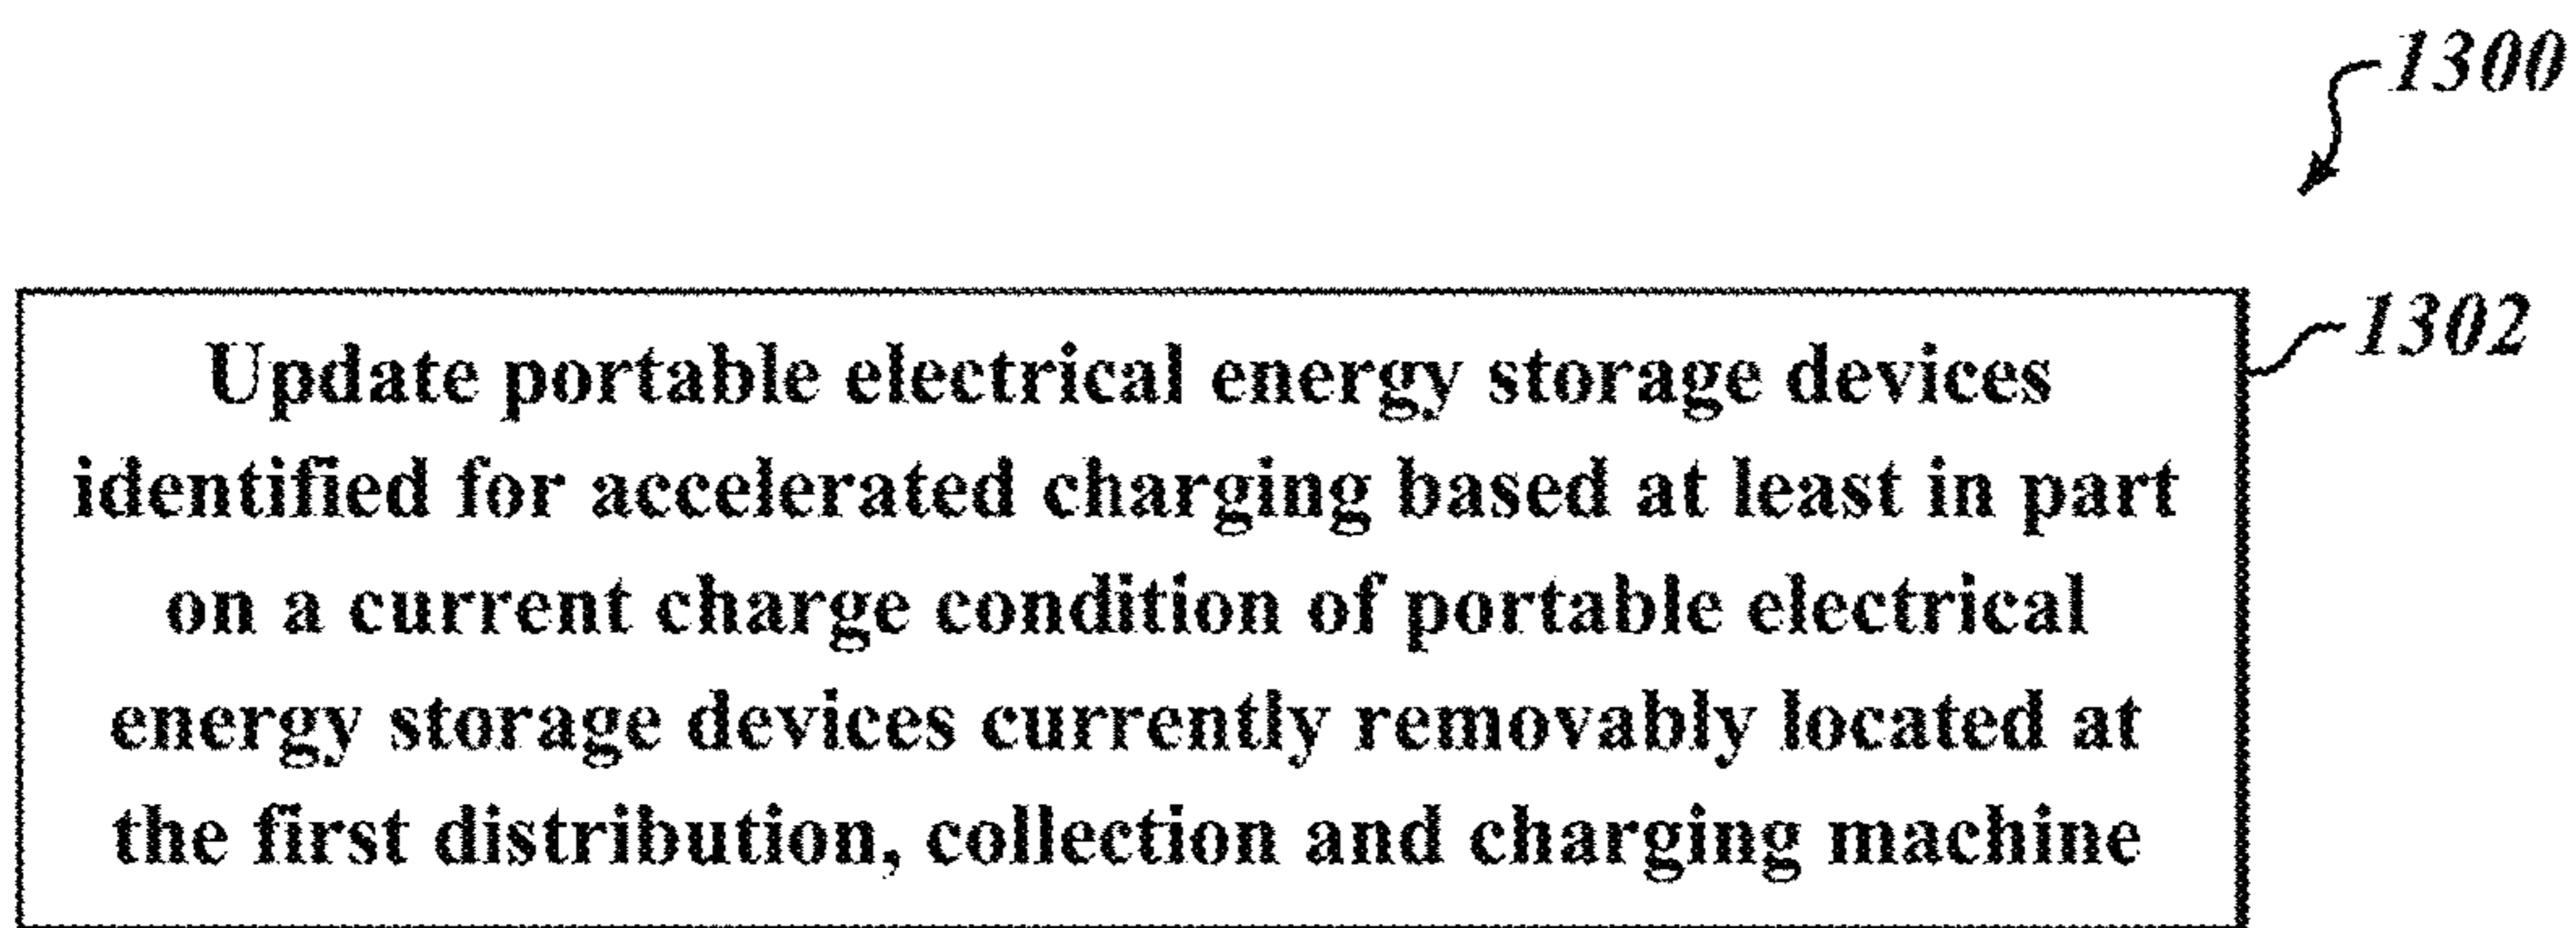 1300
1302
Update portable electrical energy storage devices
identified for accelerated charging based at least in part
on a current charge condition of portable electrical
energy storage devices currently removably located at
the first distribution, collection and charging machine